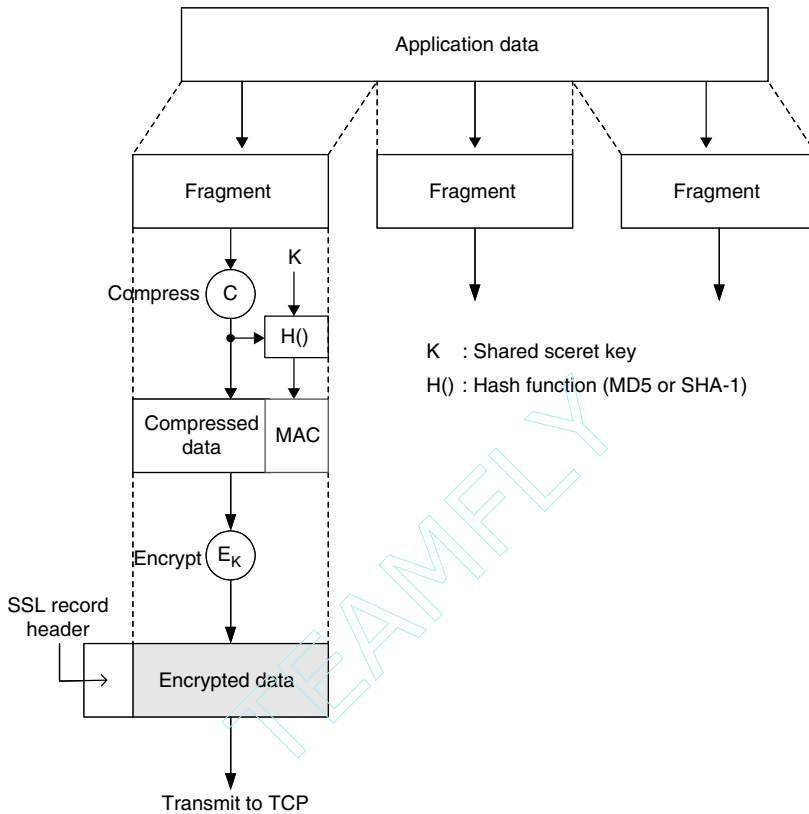 Application data
Fragment
Fragment
Fragment
K
Compress
C
H()
K : Shared sceret key
H() : Hash function (MD5 or SHA-1)
Compressed
data
MAC
Encrypt
EK
SSL record
header
Encrypted data
Transmit to TCP
TEAMFLY